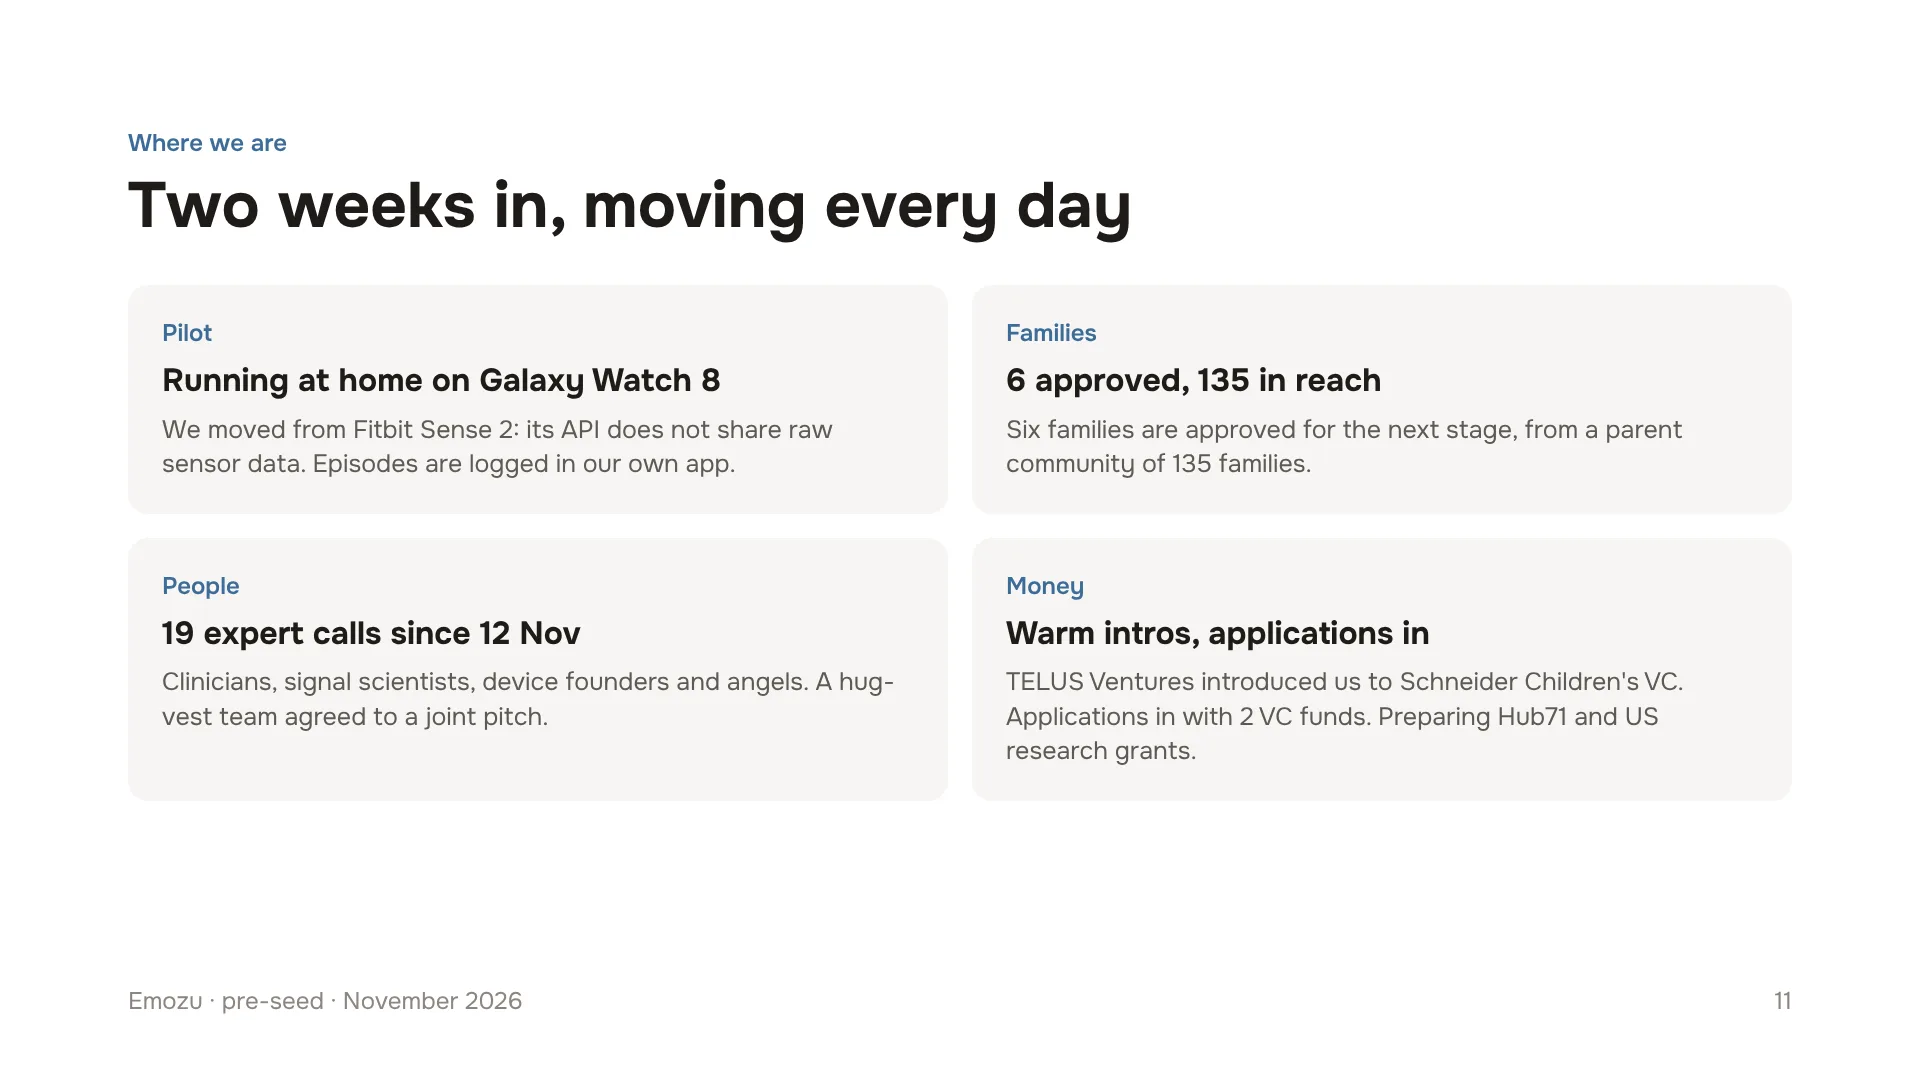 Where we are
Two weeks in, moving every day
Pilot
Running at home on Galaxy Watch 8
We moved from Fitbit Sense 2: its API does not share raw
sensor data. Episodes are logged in our own app.
Families
6 approved, 135 in reach
Six families are approved for the next stage, from a parent
community of 135 families.
People
19 expert calls since 12 Nov
Clinicians, signal scientists, device founders and angels. A hug-
vest team agreed to a joint pitch.
Money
Warm intros, applications in
TELUS Ventures introduced us to Schneider Children's VC.
Applications in with 2 VC funds. Preparing Hub71 and US
research grants.
Emozu · pre-seed · November 2026
11